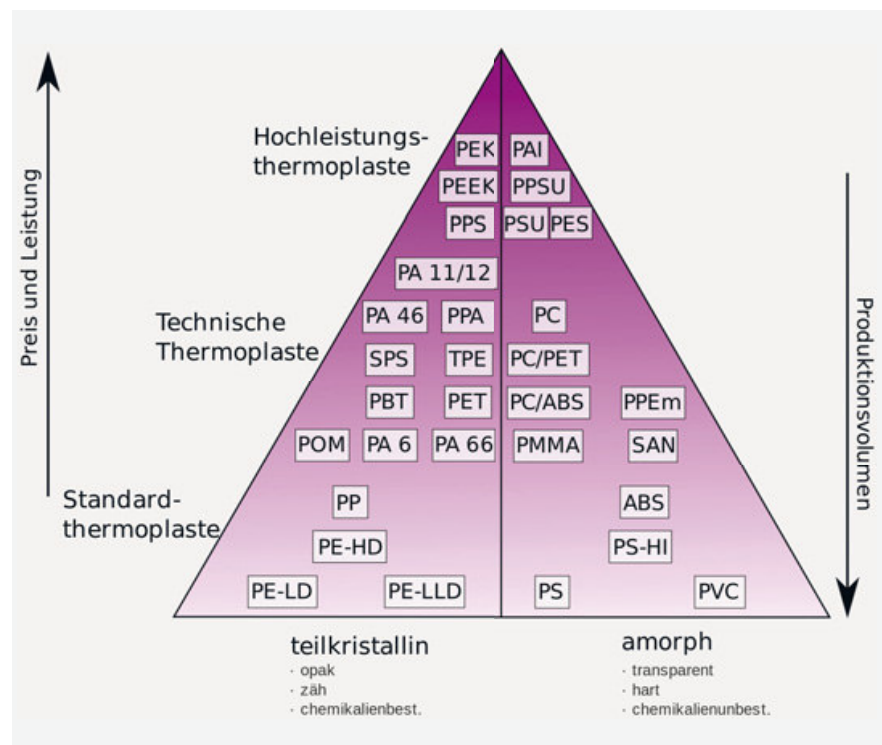 Hochleistungs-
thermoplaste
PEK PAI
PEEK PPSU
PPS PSU PES
PA 11/12
Technische
Thermoplaste
PA 46 PPA PC
SPS TPE PC/PET
PBT PET PC/ABS PPEm
POM PA 6 PA 66 PMMA SAN
Standard-
thermoplaste
PP ABS
PE-HD PS-HI
PE-LD PE-LLD PS PVC
Preis und Leistung
Produktionsvolumen
teilkristallin
· opak
· zäh
· chemikalienbest.
amorph
· transparent
· hart
· chemikalienunbest.